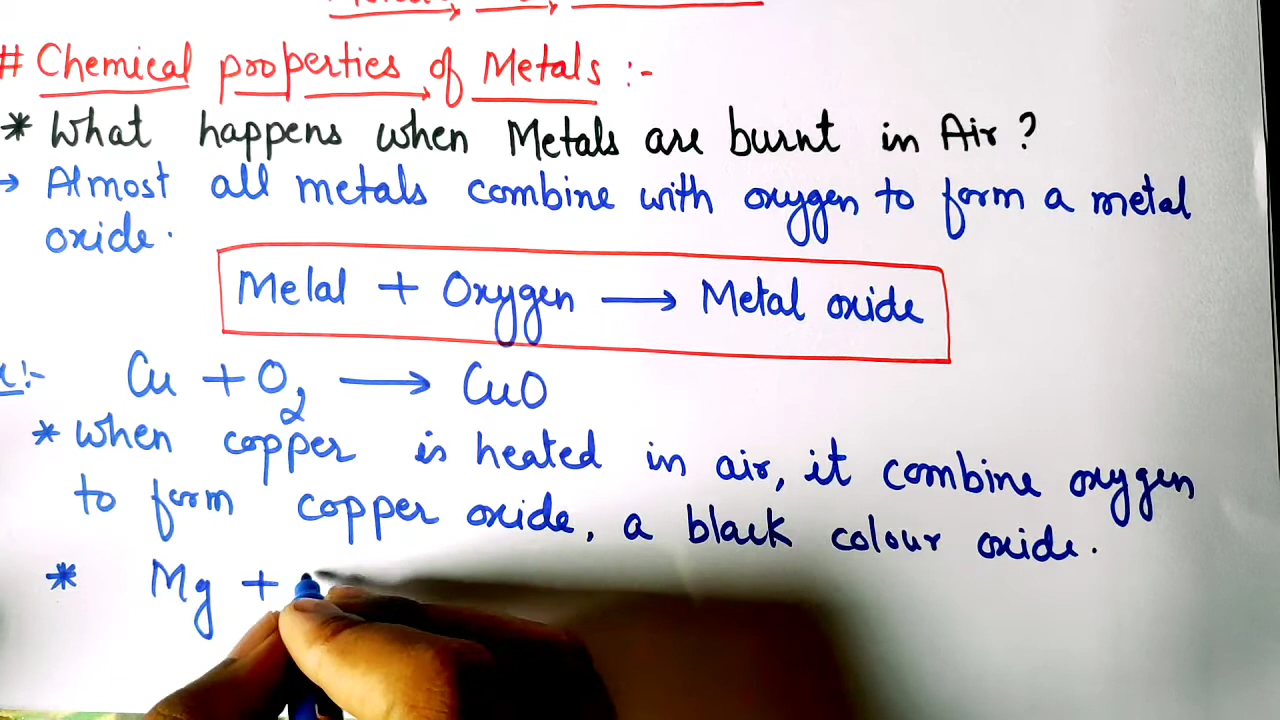 # Chemical properties of Metals :-
* What happens when Metals are burnt in Air ?
→ Almost all metals combine with oxygen to form a metal
oxide.
Melal + Oxygen → Metal oxide
Cu + O₂ → CuO
* When copper is heated in air, it combine oxygen
to form copper oxide, a black colour oxide.
* Mg +